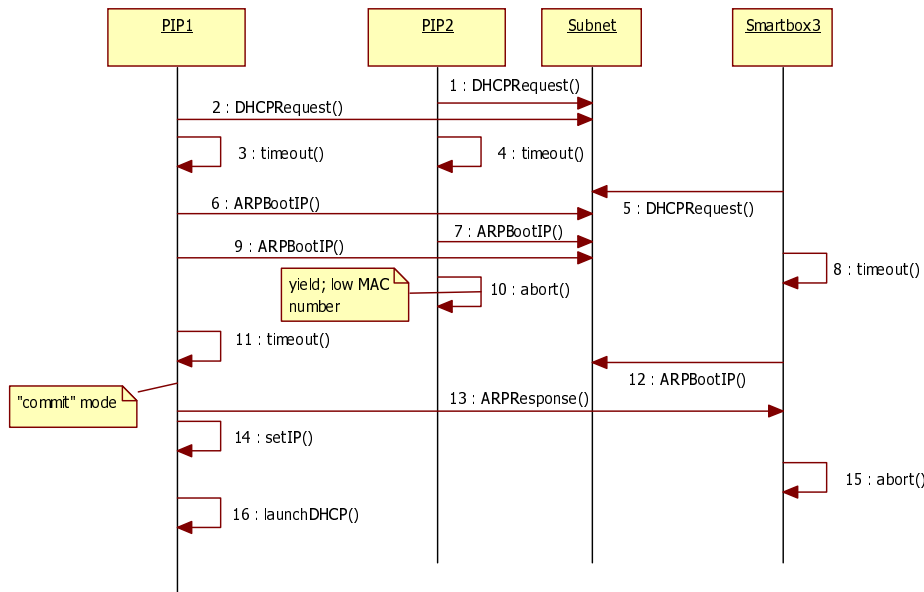 PIP1
PIP2
Subnet
Smartbox3
1 : DHCPRequest()
2 : DHCPRequest()
3 : timeout()
4 : timeout()
5 : DHCPRequest()
6 : ARPBootIP()
7 : ARPBootIP()
9 : ARPBootIP()
8 : timeout()
yield; low MAC
number
10 : abort()
11 : timeout()
12 : ARPBootIP()
"commit" mode
13 : ARPResponse()
14 : setIP()
15 : abort()
16 : launchDHCP()